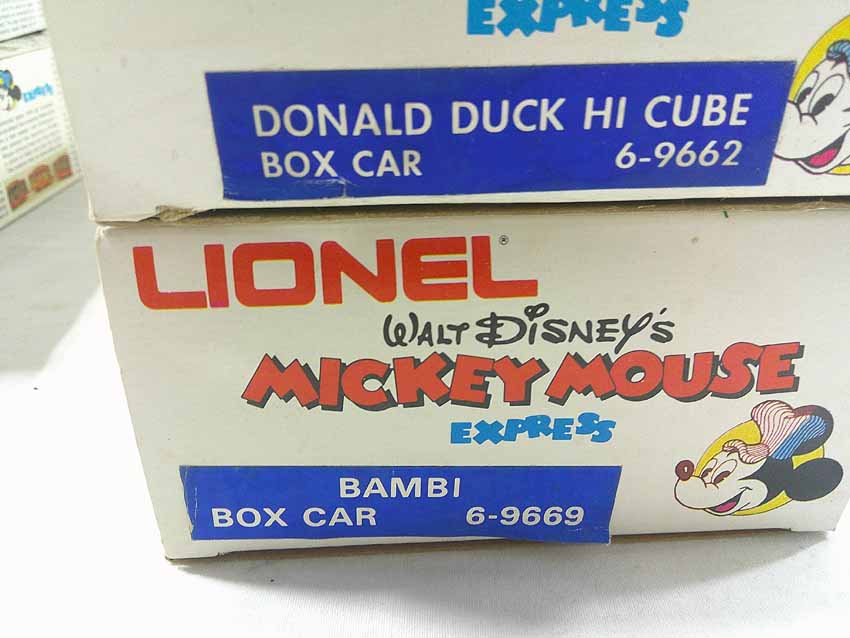 EXPRESS
DONALD DUCK HI CUBE
BOX CAR 6-9662
LIONEL®
WALT DISNEY'S
MICKEY MOUSE
EXPRESS
BAMBI
BOX CAR 6-9669